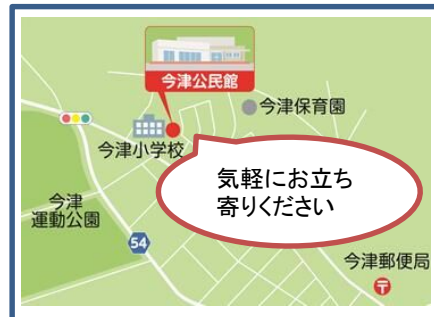 今津公民館
今津保育園
今津小学校
気軽にお立ち
寄りください
今津
運動公園
54
今津郵便局
〒